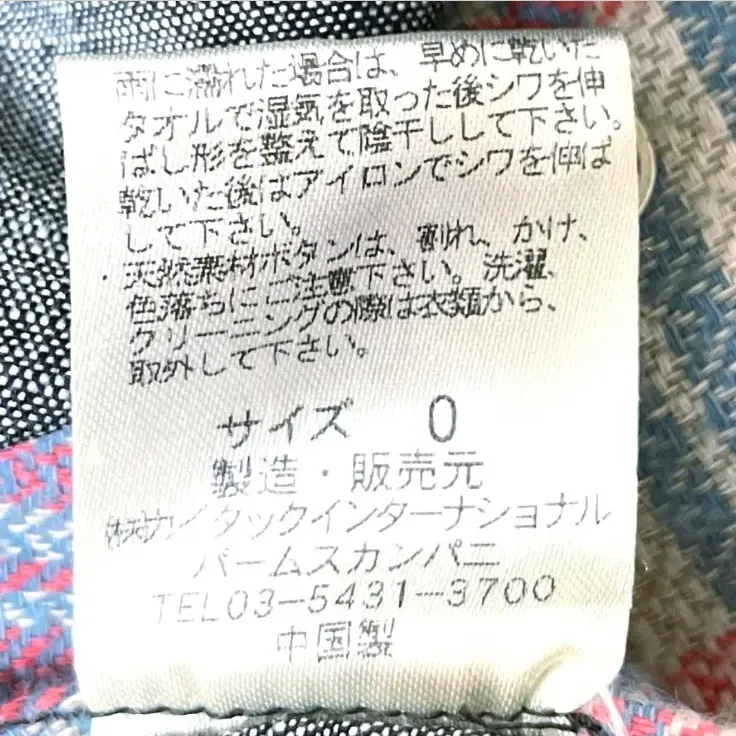 雨に濡れた場合は、早めに乾いた
タオルで湿気を取った後シワを伸
ばし形を整えて陰干しして下さい。
乾いた後はアイロンでシワを伸ば
して下さい。
・天然素材ボタンは、割れ、かけ、
色落ちにご注意下さい。洗濯、
クリーニングの際は衣類から、
取外して下さい。
サイズ 0
製造・販売元
㈱カイタックインターナショナル
パームスカンパニ
TEL03-5431-3700
中国製